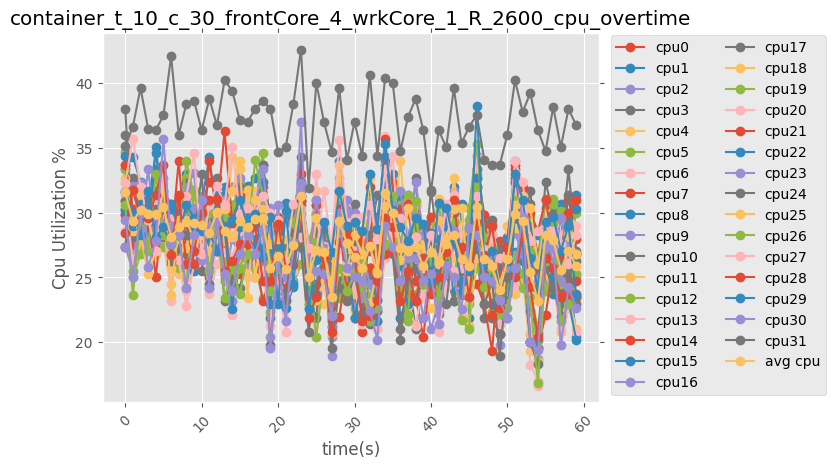 container_t_10_c_30_frontCore_4_wrkCore_1_R_2600_cpu_overtime
Cpu Utilization %
40
35
30
25
20
0
10
20
30
40
50
60
time(s)
cpu0
cpu1
cpu2
cpu3
cpu4
cpu5
cpu6
cpu7
cpu8
cpu9
cpu10
cpu11
cpu12
cpu13
cpu14
cpu15
cpu16
cpu17
cpu18
cpu19
cpu20
cpu21
cpu22
cpu23
cpu24
cpu25
cpu26
cpu27
cpu28
cpu29
cpu30
cpu31
avg cpu